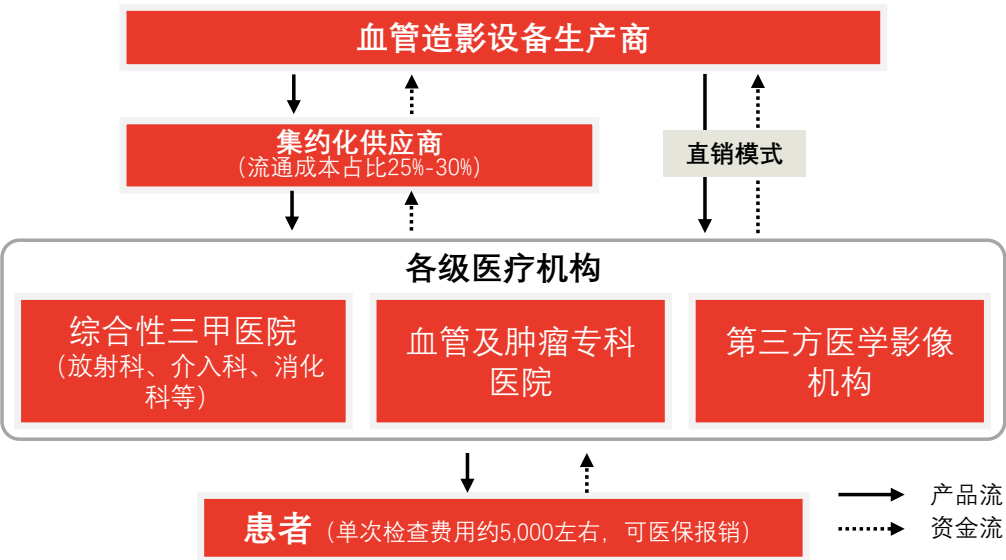 血管造影设备生产商
集约化供应商
（流通成本占比25%-30%）
直销模式
各级医疗机构
综合性三甲医院
（放射科、介入科、消化
科等）
血管及肿瘤专科
医院
第三方医学影像
机构
患者（单次检查费用约5,000左右，可医保报销）
产品流
资金流